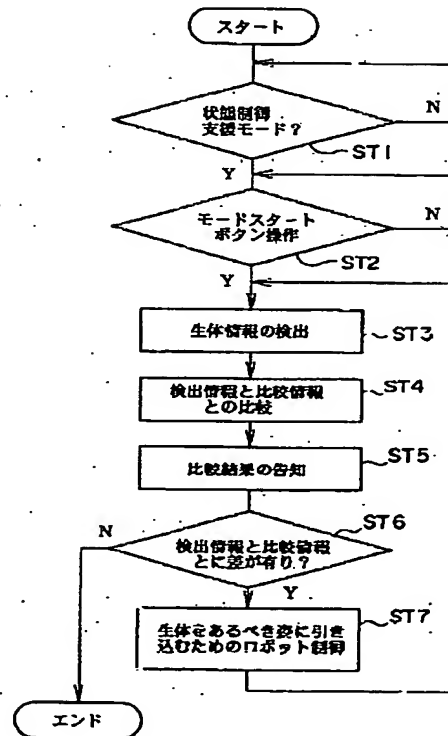 スタート
状態制御
支援モード?
N
ST1
Y
モードスタート
ボタン操作
N
ST2
Y
生体情報の検出
ST3
検出情報と比較情報
との比較
ST4
比較結果の告知
ST5
N
検出情報と比較情報
とに差が有り?
ST6
Y
生体をあるべき姿に引き
込むためのロボット制御
ST7
エンド